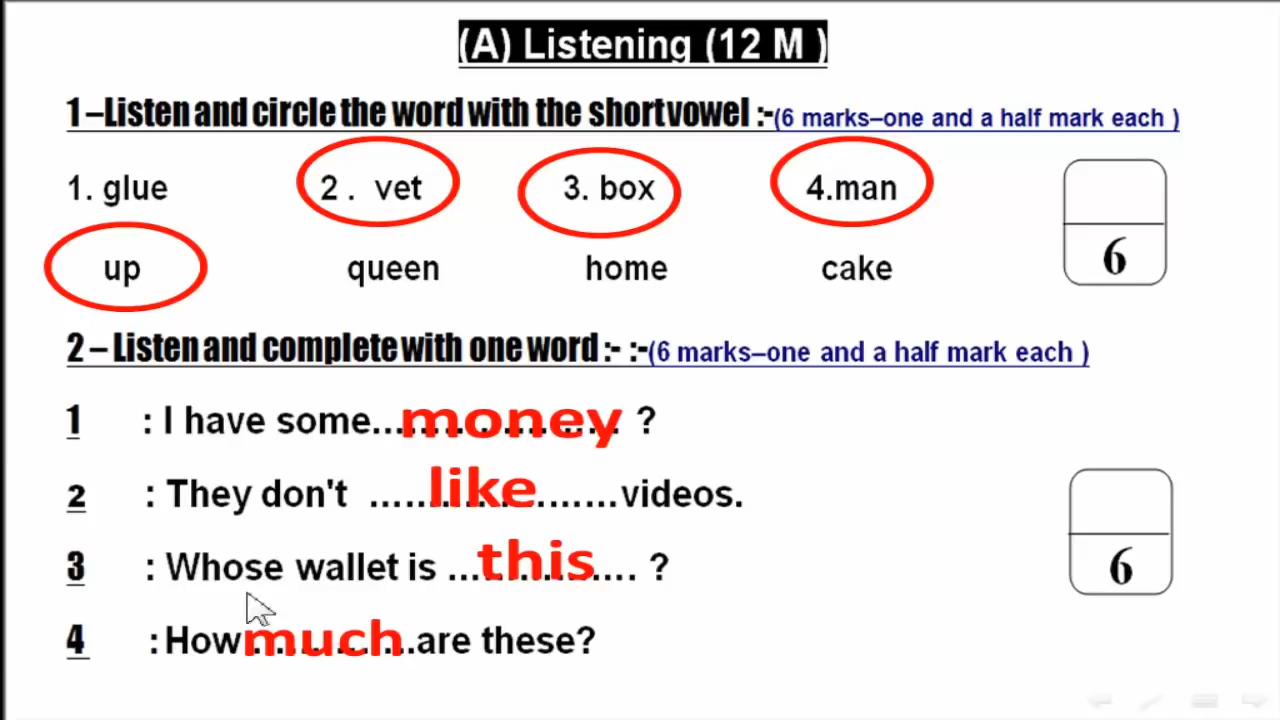 (A) Listening (12 M )
1 –Listen and circle the word with the short vowel :-(6 marks–one and a half mark each )
1. glue 2 . vet 3. box 4.man
up queen home cake
6
2 – Listen and complete with one word :- :-(6 marks–one and a half mark each )
1 : I have some...money... ?
2 : They don't ......like......videos.
3 : Whose wallet is ...this... ?
6
4 : How much...are these?